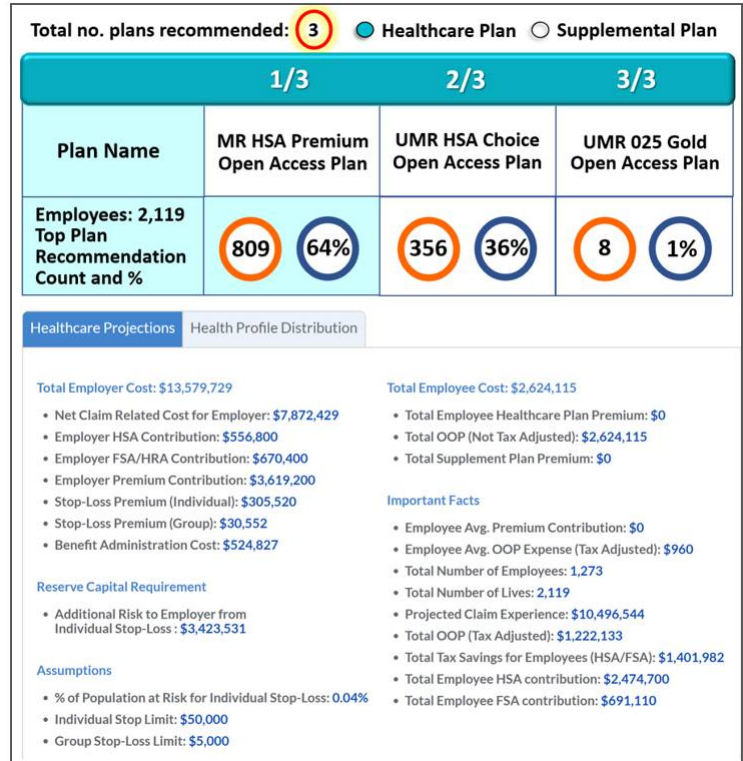 Total no. plans recommended: 3 Healthcare Plan Supplemental Plan
1/3 2/3 3/3
Plan Name
MR HSA Premium
Open Access Plan
UMR HSA Choice
Open Access Plan
UMR 025 Gold
Open Access Plan
Employees: 2,119
Top Plan
Recommendation
Count and %
809 64% 356 36% 8 1%
Healthcare Projections Health Profile Distribution
Total Employer Cost: $13,579,729
• Net Claim Related Cost for Employer: $7,872,429
• Employer HSA Contribution: $556,800
• Employer FSA/HRA Contribution: $670,400
• Employer Premium Contribution: $3,619,200
• Stop-Loss Premium (Individual): $305,520
• Stop-Loss Premium (Group): $30,552
• Benefit Administration Cost: $524,827
Reserve Capital Requirement
• Additional Risk to Employer from
Individual Stop-Loss : $3,423,531
Assumptions
• % of Population at Risk for Individual Stop-Loss: 0.04%
• Individual Stop Limit: $50,000
• Group Stop-Loss Limit: $5,000
Total Employee Cost: $2,624,115
• Total Employee Healthcare Plan Premium: $0
• Total OOP (Not Tax Adjusted): $2,624,115
• Total Supplement Plan Premium: $0
Important Facts
• Employee Avg. Premium Contribution: $0
• Employee Avg. OOP Expense (Tax Adjusted): $960
• Total Number of Employees: 1,273
• Total Number of Lives: 2,119
• Projected Claim Experience: $10,496,544
• Total OOP (Tax Adjusted): $1,222,133
• Total Tax Savings for Employees (HSA/FSA): $1,401,982
• Total Employee HSA contribution: $2,474,700
• Total Employee FSA contribution: $691,110